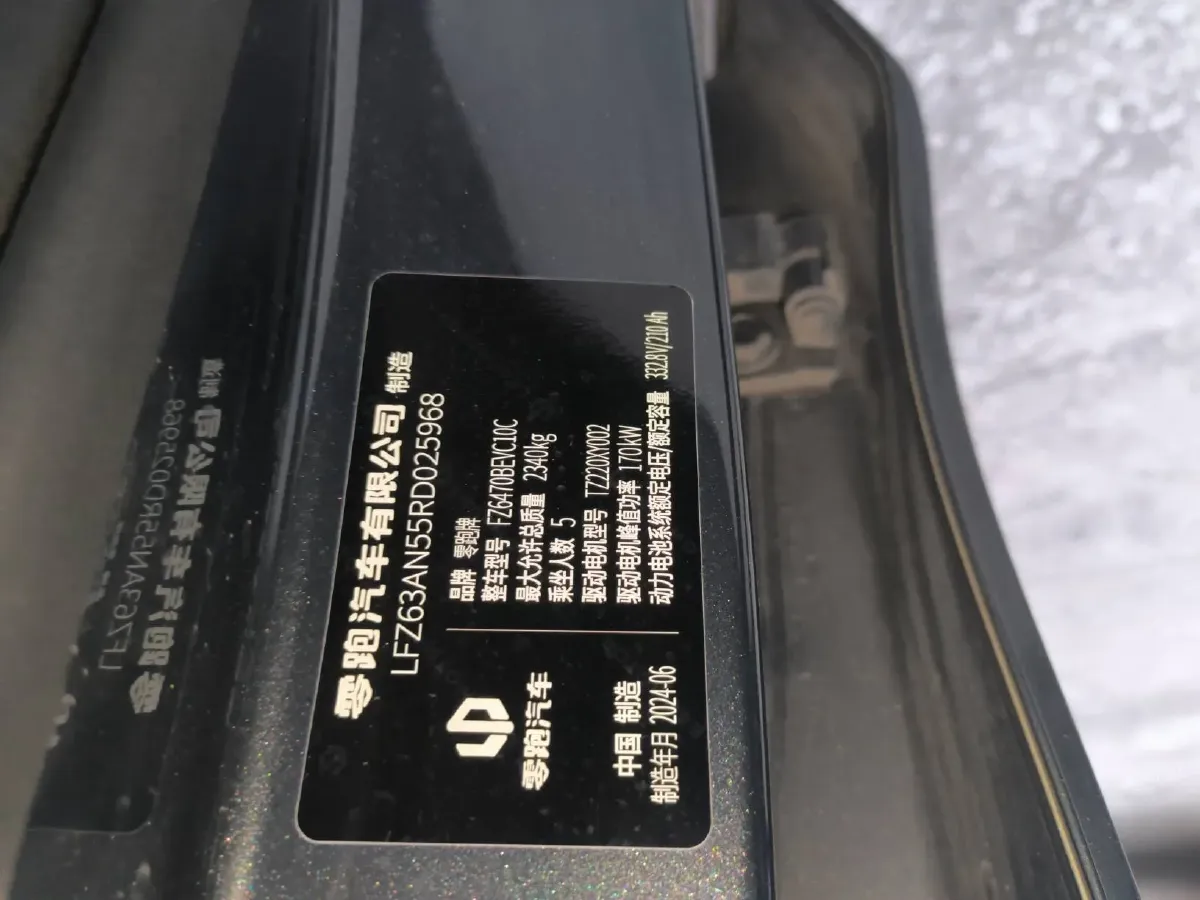 零跑汽车有限公司 制造
LFZ63AN55RD025968
品牌 零跑牌
整车型号 FZ6470BEVC10C
最大允许总质量 2340kg
乘坐人数 5
驱动电机型号 TZ220XY002
驱动电机峰值功率 170kW
动力电池系统额定电压/额定容量 332.8V/210Ah
零跑汽车
中国 制造
制造年月 2024-06